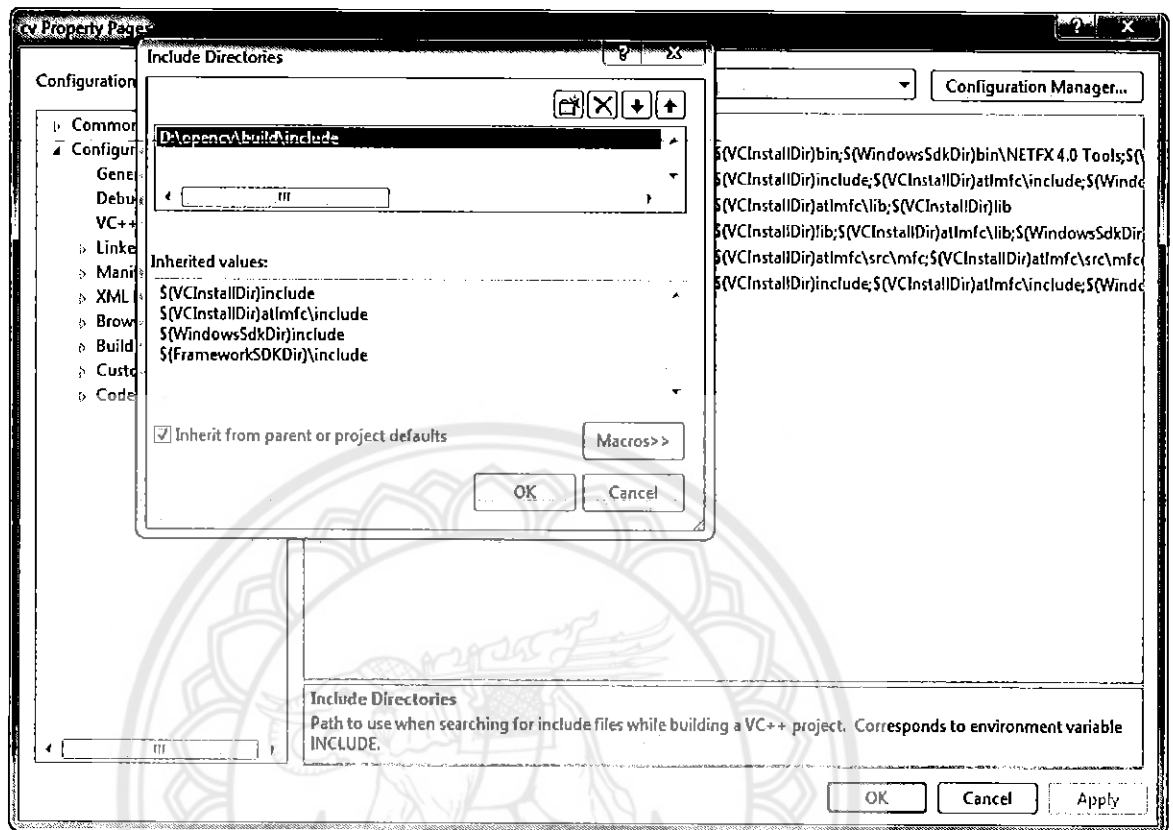 cv Property Pages
Include Directories
Configuration
Configuration Manager...
Common
Configur
Gene
Debu
VC++
Linke
Mani
XML
Brow
Build
Custo
Code
D:\opencv\build\include
Inherited values:
$(VCInstallDir)include
$(VCInstallDir)atlmfc\include
$(WindowsSdkDir)include
$(FrameworkSDKDir)\include
Inherit from parent or project defaults
Macros>>
OK
Cancel
$(VCInstallDir)bin;$(WindowsSdkDir)bin\NETFX 4.0 Tools;$(\
$(VCInstallDir)include;$(VCInstallDir)atlmfc\include;$(Windo
$(VCInstallDir)atlmfc\lib;$(VCInstallDir)lib
$(VCInstallDir)lib;$(VCInstallDir)atlmfc\lib;$(WindowsSdkDir
$(VCInstallDir)atlmfc\src\mfc;$(VCInstallDir)atlmfc\src\mfc(
$(VCInstallDir)include;$(VCInstallDir)atlmfc\include;$(Windo
Include Directories
Path to use when searching for include files while building a VC++ project. Corresponds to environment variable
INCLUDE.
OK
Cancel
Apply